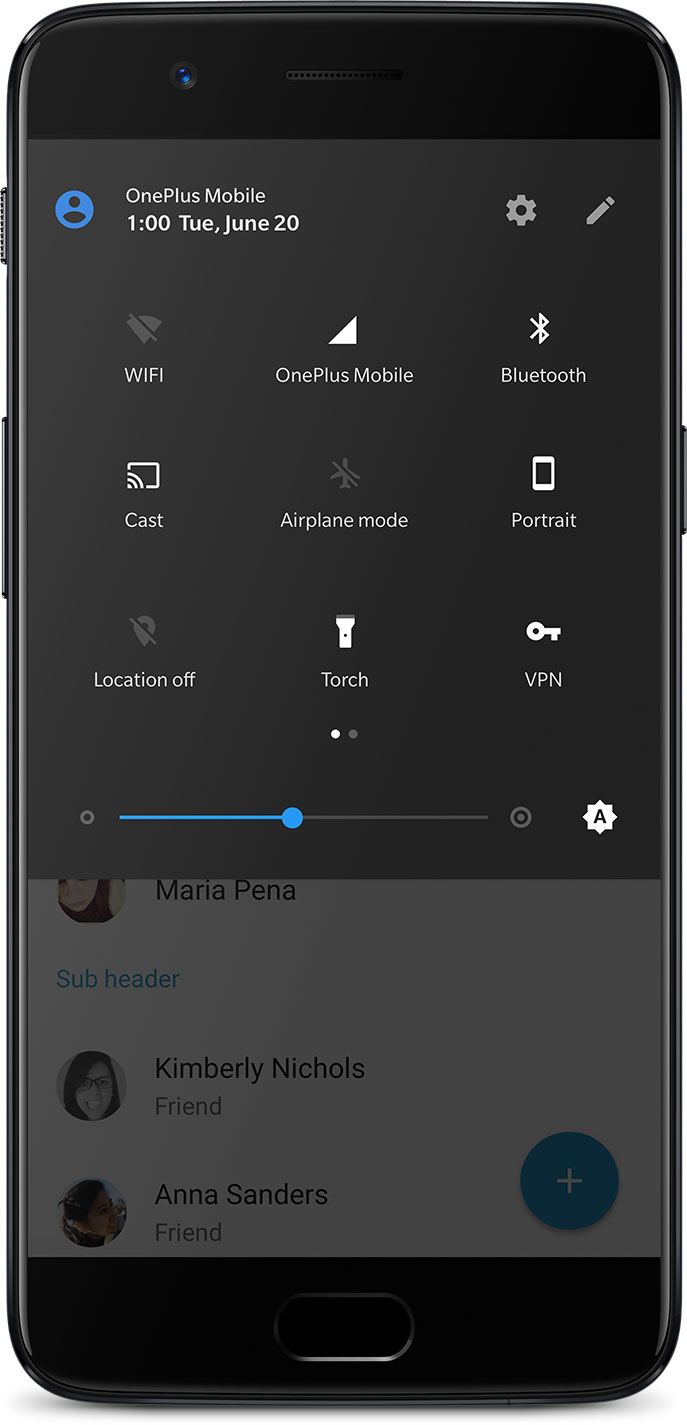 OnePlus Mobile
1:00 Tue, June 20
WIFI
OnePlus Mobile
Bluetooth
Cast
Airplane mode
Portrait
Location off
Torch
VPN
A
Maria Pena
Sub header
Kimberly Nichols
Friend
Anna Sanders
Friend